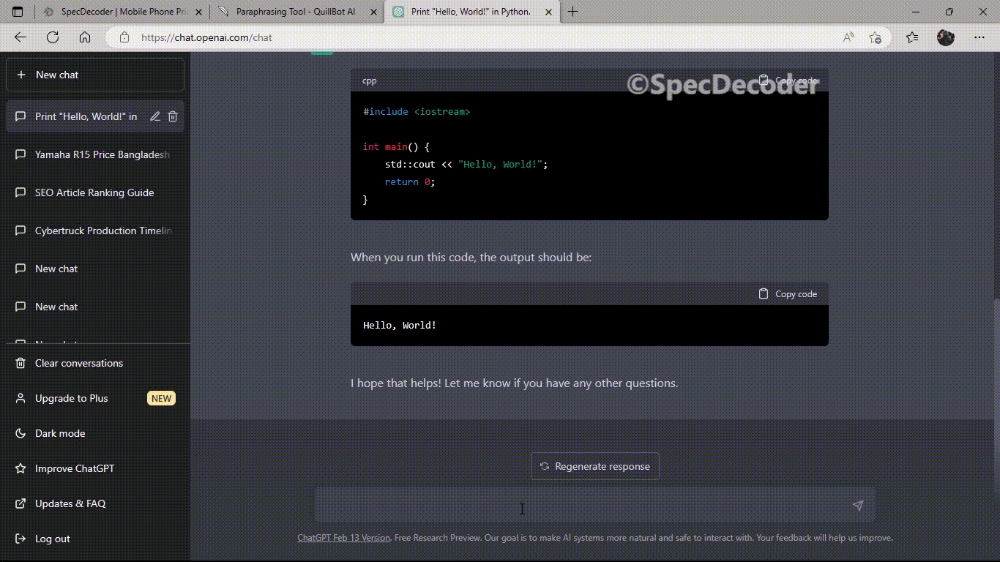 SpecDecoder | Mobile Phone Pri
Paraphrasing Tool - QuillBot AI
Print "Hello, World!" in Python.
https://chat.openai.com/chat
New chat
Print "Hello, World!" in
Yamaha R15 Price Bangladesh
SEO Article Ranking Guide
Cybertruck Production Timelin
New chat
New chat
Clear conversations
Upgrade to Plus NEW
Dark mode
Improve ChatGPT
Updates & FAQ
Log out
cpp Copy code
©SpecDecoder
#include <iostream>
int main() {
std::cout << "Hello, World!";
return 0;
}
When you run this code, the output should be:
Copy code
Hello, World!
I hope that helps! Let me know if you have any other questions.
Regenerate response
ChatGPT Feb 13 Version. Free Research Preview. Our goal is to make AI systems more natural and safe to interact with. Your feedback will help us improve.